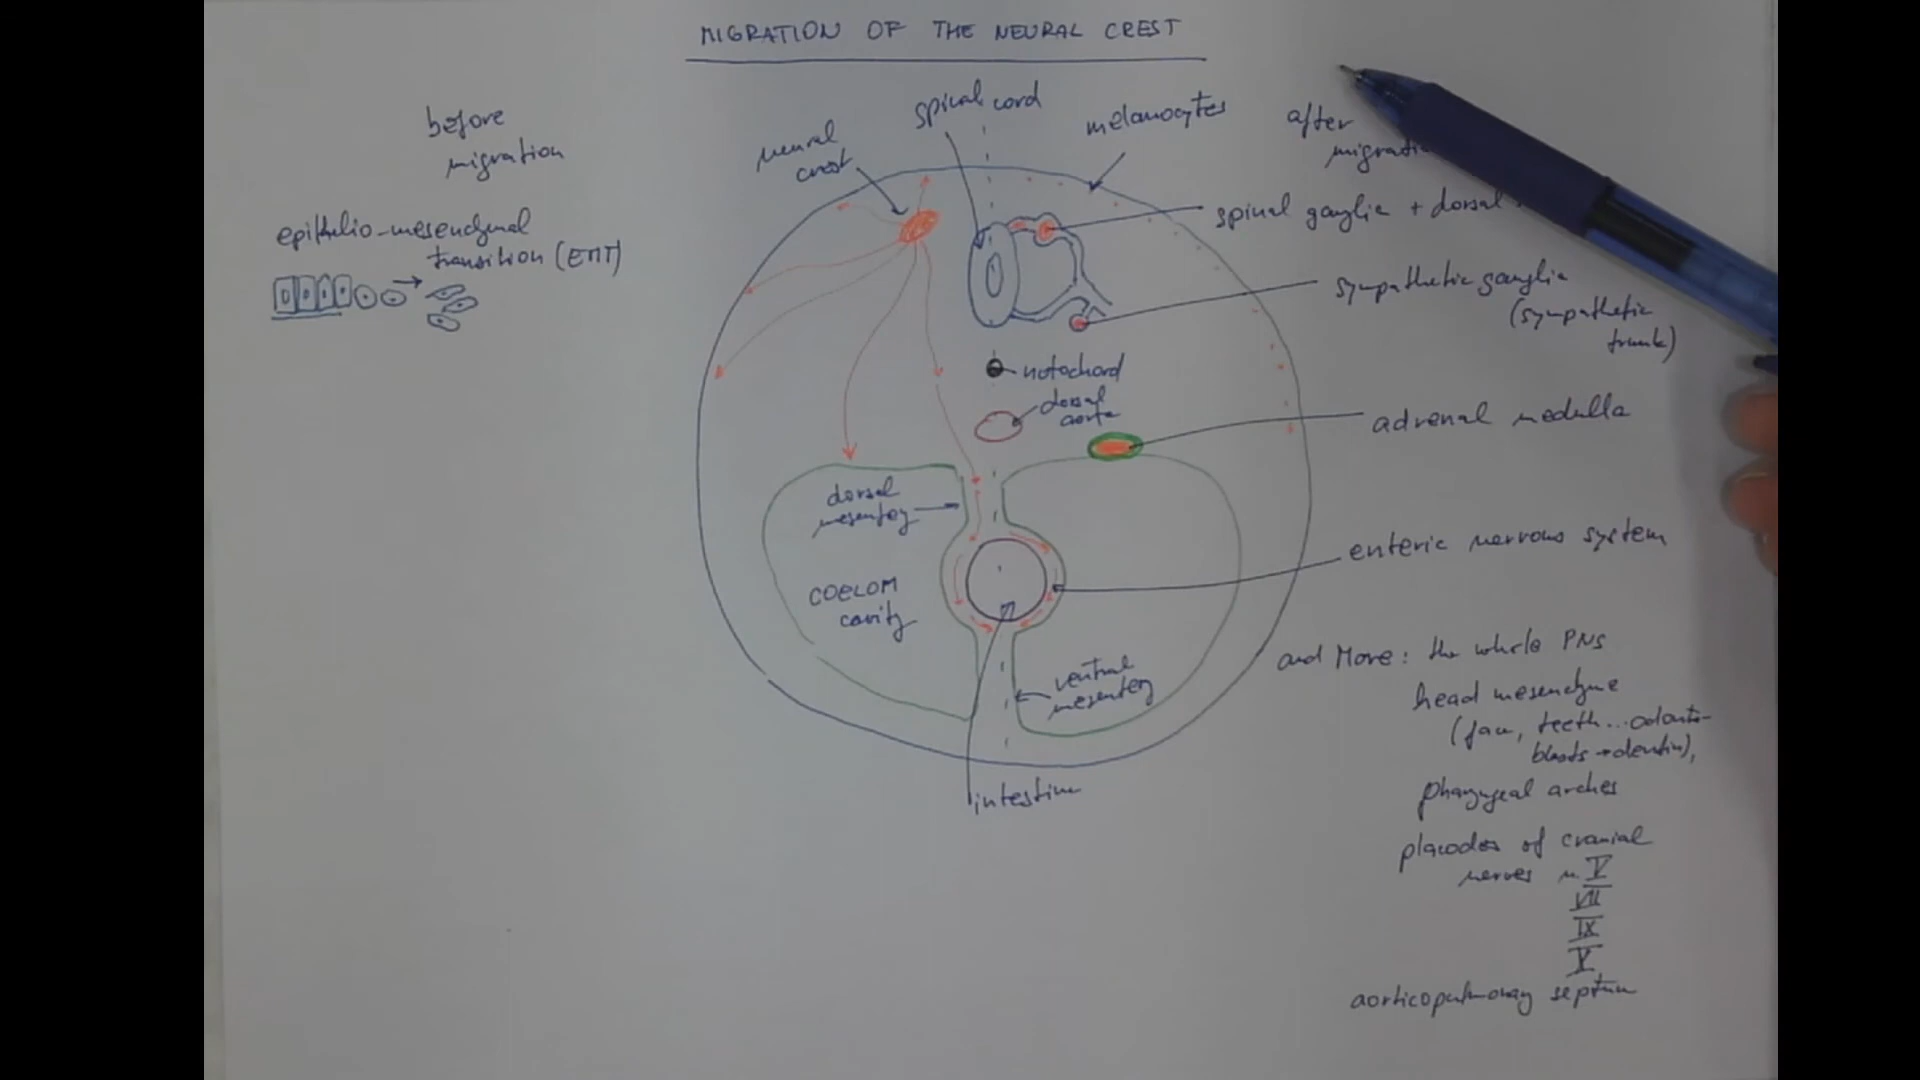 MIGRATION OF THE NEURAL CREST
before
migration
epithelio-mesenchymal
transition (EMT)
neural
crest
spinal cord
melanocytes
after
spinal ganglia + dorsal
sympathetic ganglia
(sympathetic
trunk)
notochord
dorsal
aorta
adrenal medulla
dorsal
mesentery
COELOM
cavity
enteric nervous system
ventral
mesentery
intestine
and More: the whole PNS
head mesenchyme
(face, teeth... odonto-
blasts → dentin),
pharyngeal arches
placodes of cranial
nerves n. V
VII
IX
X
aorticopulmonary septum